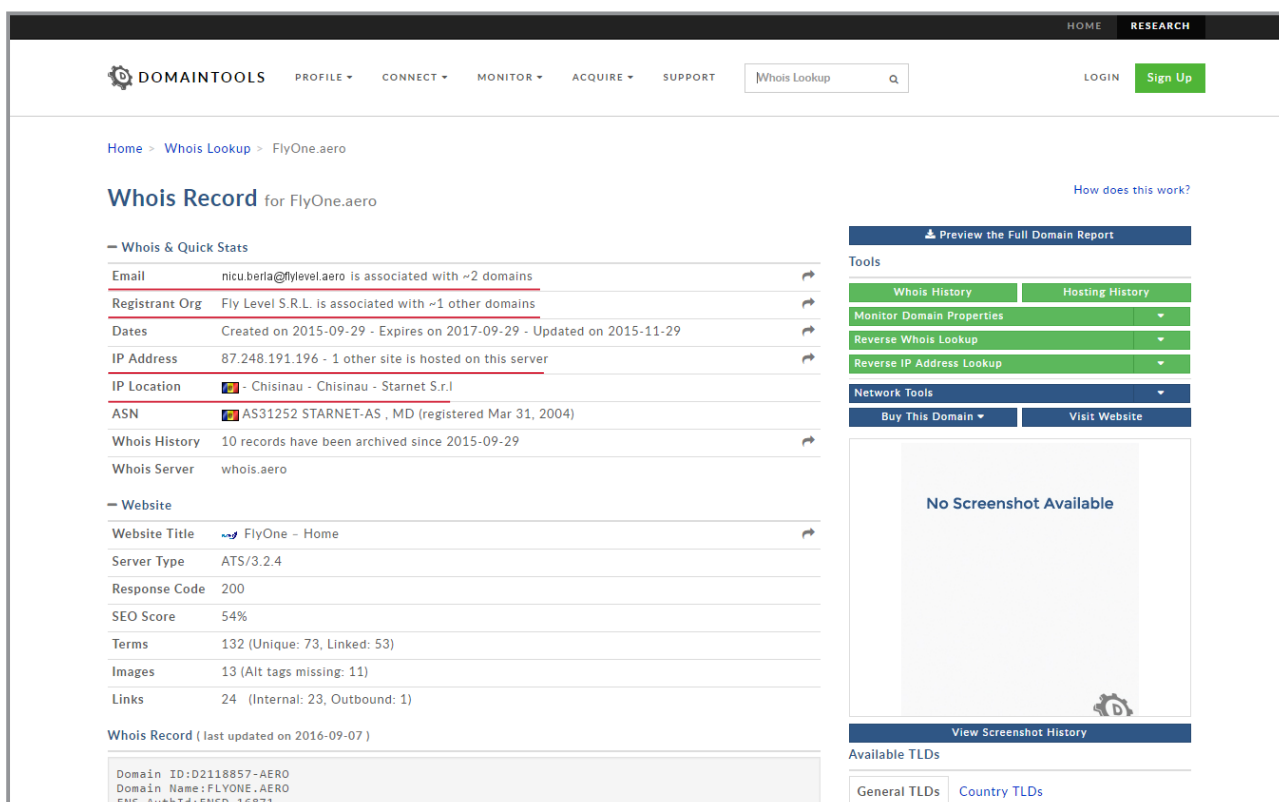 HOME RESEARCH
DOMAINTOOLS PROFILE CONNECT MONITOR ACQUIRE SUPPORT Whois Lookup LOGIN Sign Up
Home > Whois Lookup > FlyOne.aero
Whois Record for FlyOne.aero
How does this work?
Whois & Quick Stats
Email nicu.berla@flylevel.aero is associated with ~2 domains
Registrant Org Fly Level S.R.L. is associated with ~1 other domains
Dates Created on 2015-09-29 - Expires on 2017-09-29 - Updated on 2015-11-29
IP Address 87.248.191.196 - 1 other site is hosted on this server
IP Location - Chisinau - Chisinau - Starnet S.r.l
ASN AS31252 STARNET-AS , MD (registered Mar 31, 2004)
Whois History 10 records have been archived since 2015-09-29
Whois Server whois.aero
Website
Website Title FlyOne – Home
Server Type ATS/3.2.4
Response Code 200
SEO Score 54%
Terms 132 (Unique: 73, Linked: 53)
Images 13 (Alt tags missing: 11)
Links 24 (Internal: 23, Outbound: 1)
Whois Record ( last updated on 2016-09-07 )
Domain ID:D2118857-AERO
Domain Name:FLYONE.AERO
ENS_AuthId:ENSD-16871
Preview the Full Domain Report
Tools
Whois History Hosting History
Monitor Domain Properties
Reverse Whois Lookup
Reverse IP Address Lookup
Network Tools
Buy This Domain Visit Website
No Screenshot Available
D
View Screenshot History
Available TLDs
General TLDs Country TLDs